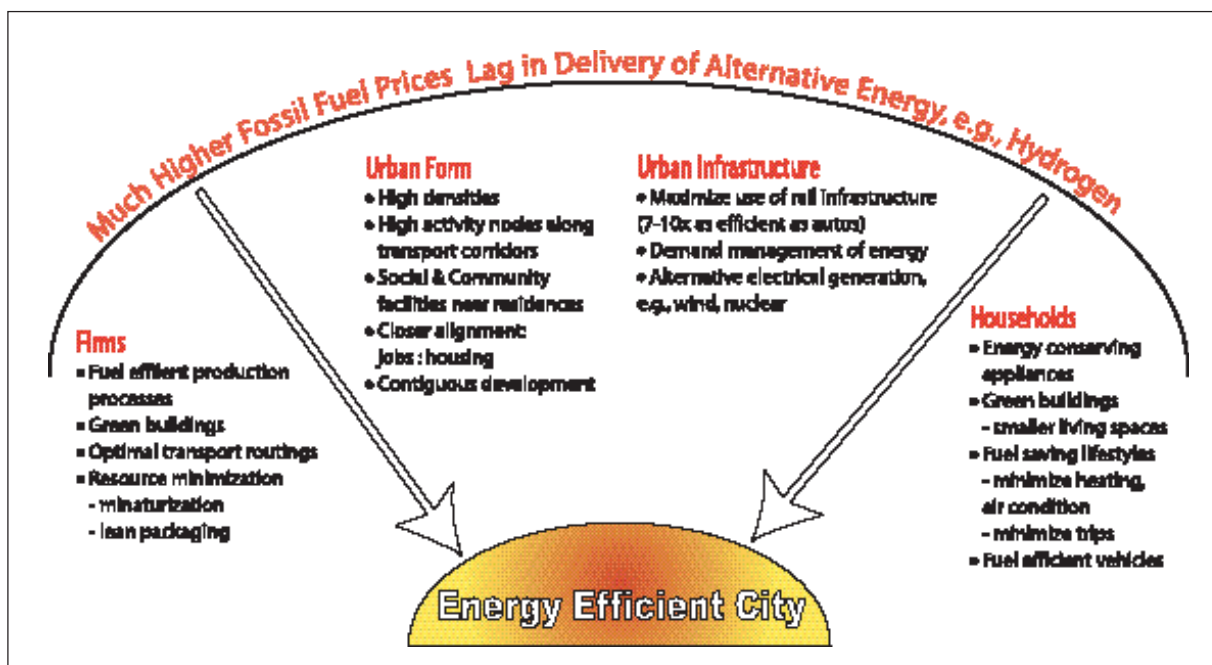 Much Higher Fossil Fuel Prices Lag in Delivery of Alternative Energy, e.g., Hydrogen
Urban Form
• High densities
• High activity nodes along
transport corridors
• Social & Community
facilities near residences
• Closer alignment:
jobs : housing
• Contiguous development
Urban Infrastructure
• Maximize use of rail infrastructure
(7-10x as efficient as autos)
• Demand management of energy
• Alternative electrical generation,
e.g., wind, nuclear
Firms
• Fuel effient production
processes
• Green buildings
• Optimal transport routings
• Resource minimization
- minaturization
- lean packaging
Households
• Energy conserving
appliances
• Green buildings
- smaller living spaces
• Fuel saving lifestyles
- minimize heating,
air condition
- minimize trips
• Fuel efficient vehicles
Energy Efficient City